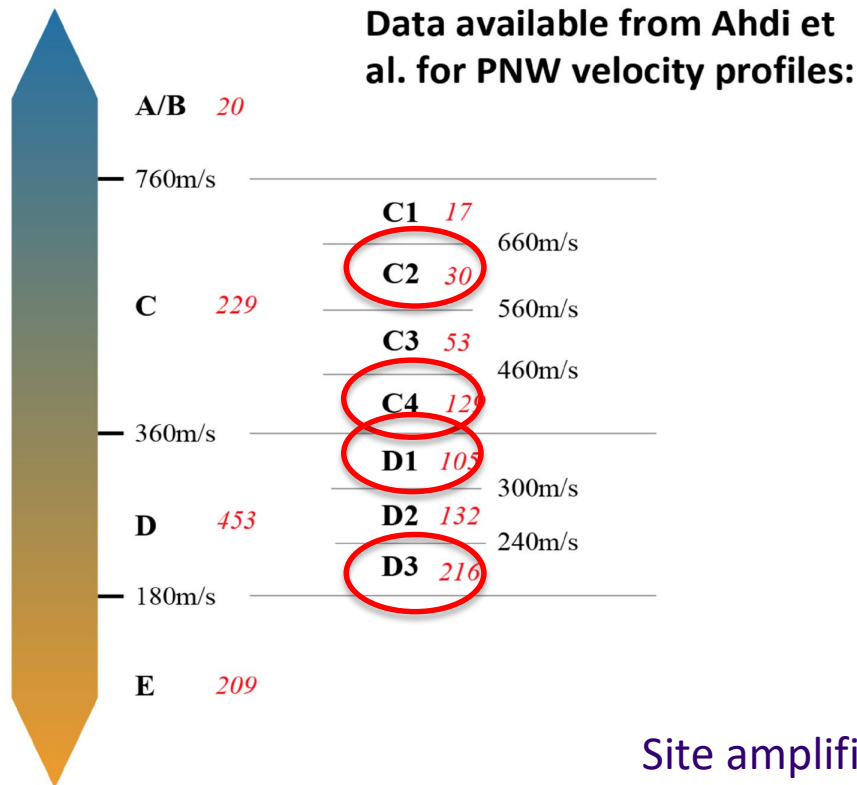 Data available from Ahdi et
al. for PNW velocity profiles:
A/B 20
760m/s
C1 17
660m/s
C2 30
C 229
560m/s
C3 53
460m/s
C4 129
360m/s
D1 105
300m/s
D 453
D2 132
240m/s
D3 216
180m/s
E 209
Site amplifi